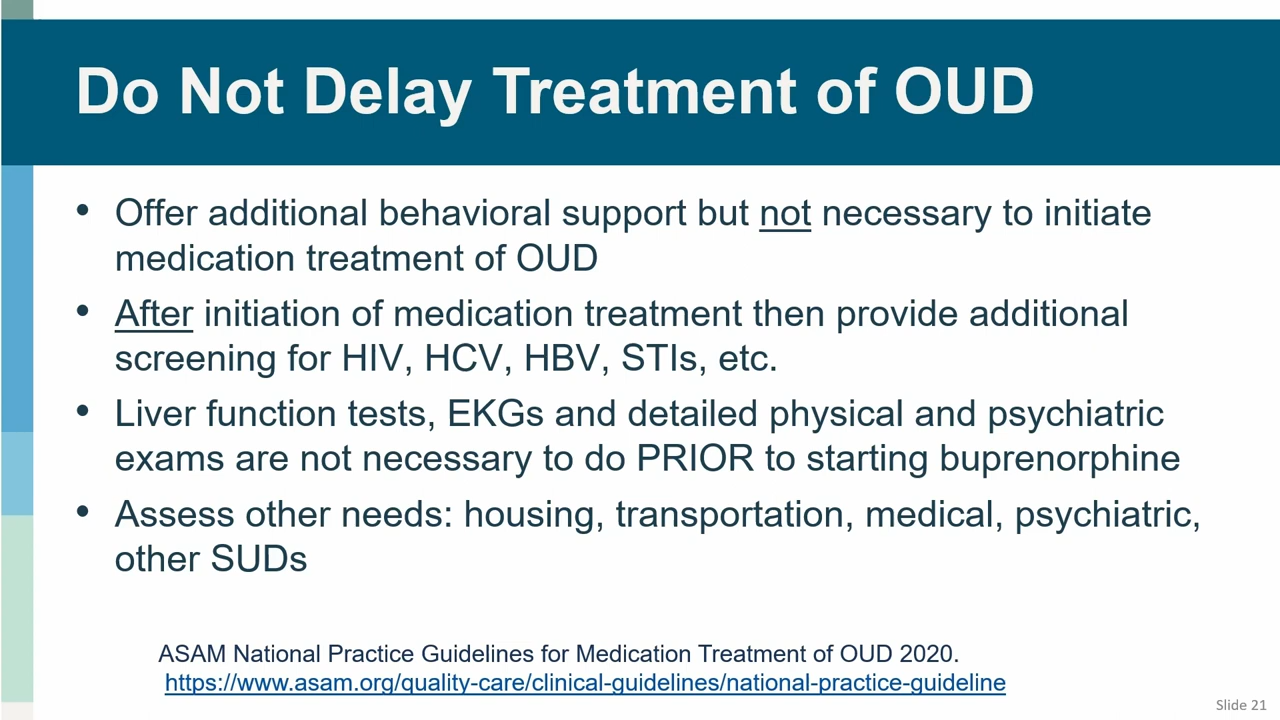 Do Not Delay Treatment of OUD
• Offer additional behavioral support but not necessary to initiate
medication treatment of OUD
• After initiation of medication treatment then provide additional
screening for HIV, HCV, HBV, STIs, etc.
• Liver function tests, EKGs and detailed physical and psychiatric
exams are not necessary to do PRIOR to starting buprenorphine
• Assess other needs: housing, transportation, medical, psychiatric,
other SUDs
ASAM National Practice Guidelines for Medication Treatment of OUD 2020.
https://www.asam.org/quality-care/clinical-guidelines/national-practice-guideline
Slide 21